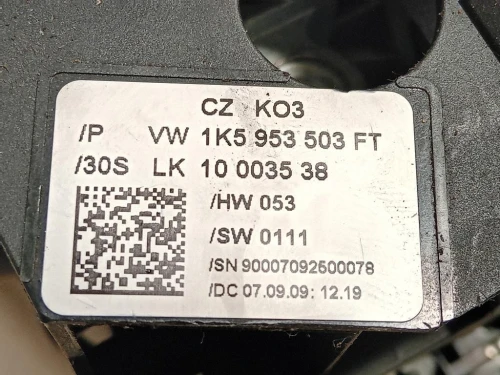 CZ KO3
/P VW 1K5 953 503 FT
/30S LK 10 0035 38
/HW 053
/SW 0111
/SN 90007092500078
/DC 07.09.09: 12.19